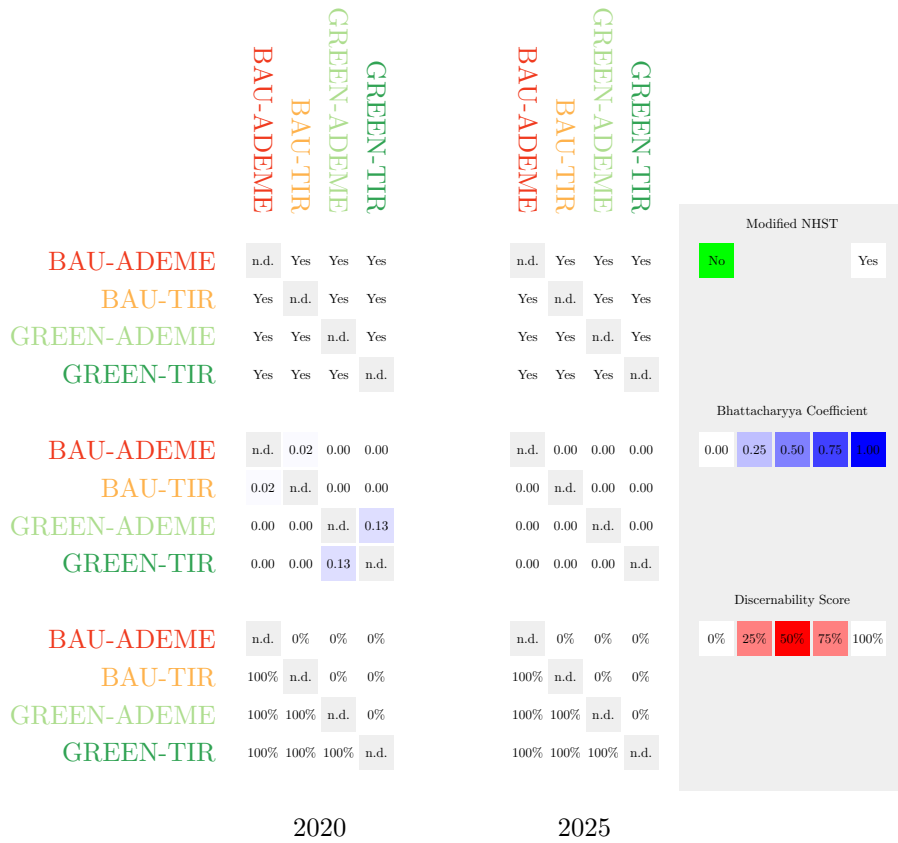 BAU-ADEME BAU-TIR GREEN-ADEME GREEN-TIR BAU-ADEME BAU-TIR GREEN-ADEME GREEN-TIR
Modified NHST
BAU-ADEME n.d. Yes Yes Yes n.d. Yes Yes Yes No Yes
BAU-TIR Yes n.d. Yes Yes Yes n.d. Yes Yes
GREEN-ADEME Yes Yes n.d. Yes Yes Yes n.d. Yes
GREEN-TIR Yes Yes Yes n.d. Yes Yes Yes n.d.
Bhattacharyya Coefficient
BAU-ADEME n.d. 0.02 0.00 0.00 n.d. 0.00 0.00 0.00 0.00 0.25 0.50 0.75 1.00
BAU-TIR 0.02 n.d. 0.00 0.00 0.00 n.d. 0.00 0.00
GREEN-ADEME 0.00 0.00 n.d. 0.13 0.00 0.00 n.d. 0.00
GREEN-TIR 0.00 0.00 0.13 n.d. 0.00 0.00 0.00 n.d.
Discernability Score
BAU-ADEME n.d. 0% 0% 0% n.d. 0% 0% 0% 0% 25% 50% 75% 100%
BAU-TIR 100% n.d. 0% 0% 100% n.d. 0% 0%
GREEN-ADEME 100% 100% n.d. 0% 100% 100% n.d. 0%
GREEN-TIR 100% 100% 100% n.d. 100% 100% 100% n.d.
2020 2025